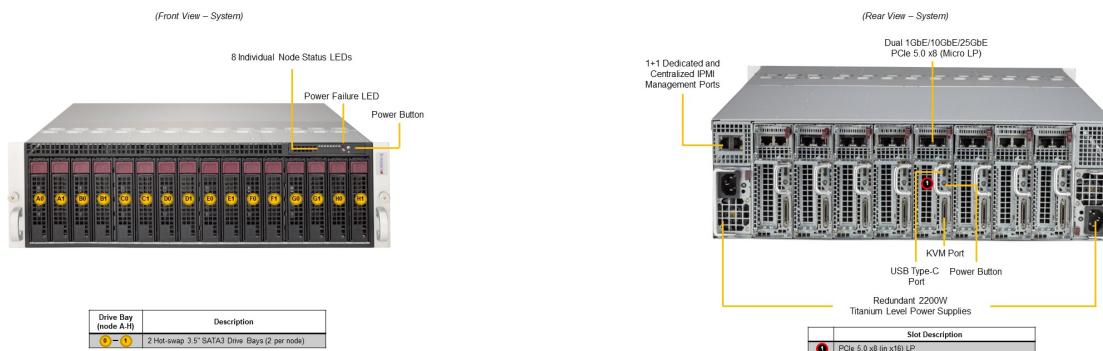 (Front View – System)
8 Individual Node Status LEDs
Power Failure LED
Power Button
A0 A1 B0 B1 C0 C1 D0 D1 E0 E1 F0 F1 G0 G1 H0 H1
Drive Bay
(node A-H)
Description
0 – 1
2 Hot-swap 3.5" SATA3 Drive Bays (2 per node)
(Rear View – System)
Dual 1GbE/10GbE/25GbE
PCIe 5.0 x8 (Micro LP)
1+1 Dedicated and
Centralized IPMI
Management Ports
1
KVM Port
USB Type-C
Port
Power Button
Redundant 2200W
Titanium Level Power Supplies
Slot Description
1 PCIe 5.0 x8 (in x16) LP